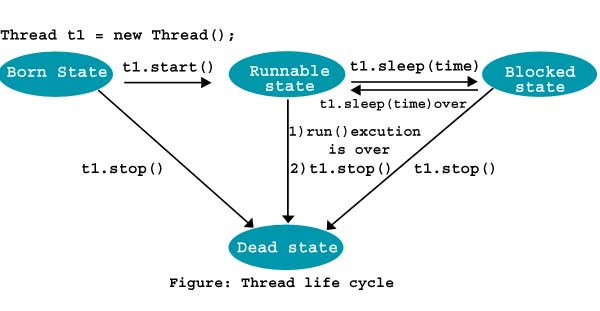 Thread t1 = new Thread();
Born State
t1.start()
Runnable
state
t1.sleep(time)
t1.sleep(time)over
Blocked
state
1)run()excution
is over
2)t1.stop()
t1.stop()
t1.stop()
Dead state
Figure: Thread life cycle